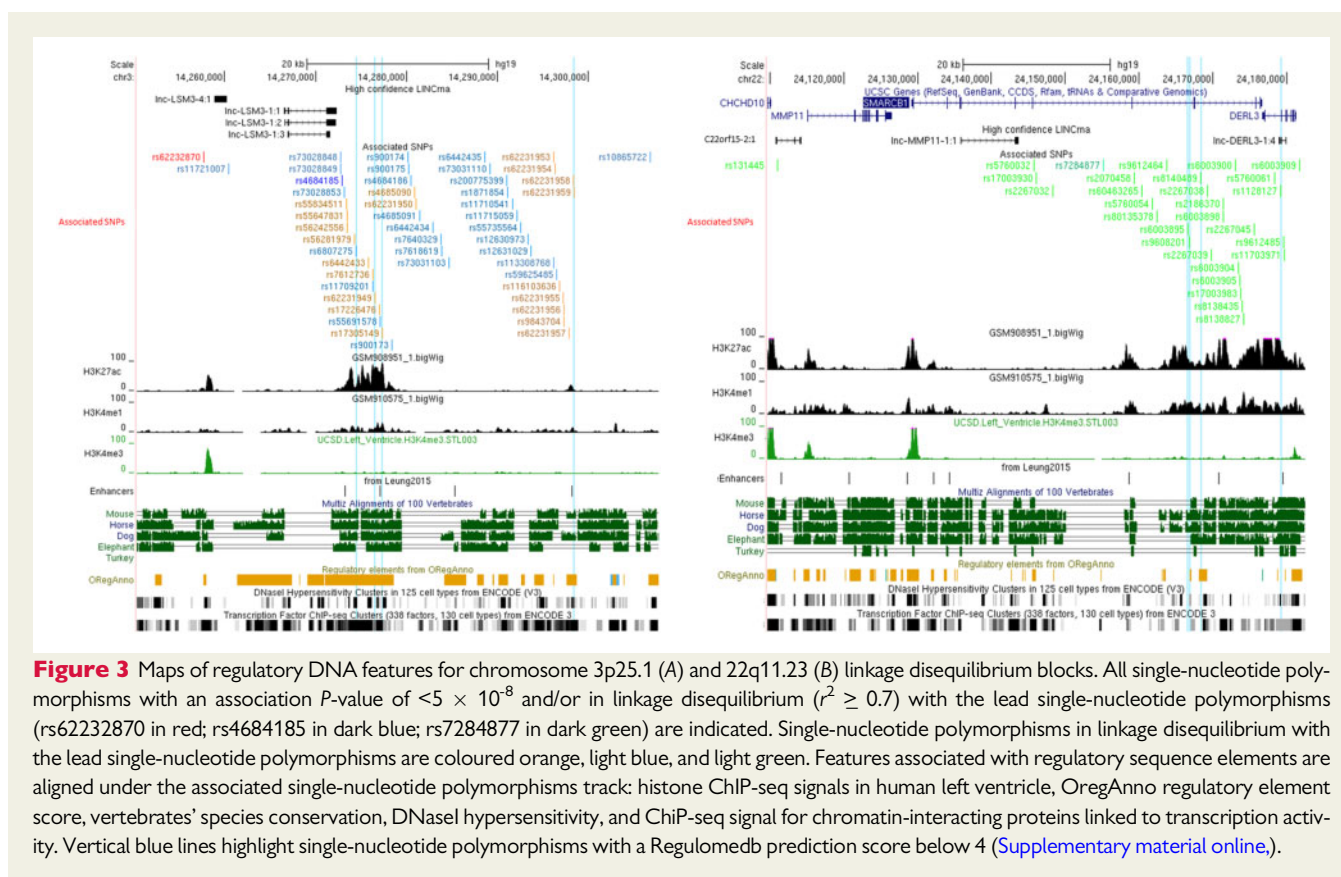 Scale 20 kb hg19
chr3: 14,260,000 14,270,000 14,280,000 14,290,000 14,300,000
High confidence LINCrna
lnc-LSM3-4:1
lnc-LSM3-1:1
lnc-LSM3-1:2
lnc-LSM3-1:3
Associated SNPs
rs62232870 rs73028848 rs900174 rs6442435 rs62231953 rs10865722
rs11721007 rs73028849 rs900175 rs73031110 rs62231954
rs4684185 rs4684186 rs200775399 rs62231958
rs73028853 rs4685090 rs1871854 rs62231959
rs55834511 rs62231950 rs11710541
rs55647831 rs4685091 rs11715059
Associated SNPs
rs56242556 rs6442434 rs55735564
rs56281979 rs7640329 rs12630973
rs6807275 rs7618619 rs12631029
rs6442433 rs73031103 rs113308768
rs7612736 rs59625485
rs11709201 rs116103636
rs62231949 rs62231955
rs17226476 rs62231956
rs55691578 rs9843704
rs17305149 rs62231957
rs900173
GSM908951_1.bigWig
100
H3K27ac
0
GSM910575_1.bigWig
100
H3K4me1
0
UCSD.Left_Ventricle.H3K4me3.STL003
100
H3K4me3
0
from Leung2015
Enhancers
Multiz Alignments of 100 Vertebrates
Mouse
Horse
Dog
Elephant
Turkey
Regulatory elements from ORegAnno
ORegAnno
DNaseI Hypersensitivity Clusters in 125 cell types from ENCODE (V3)
Transcription Factor ChIP-seq Clusters (338 factors, 130 cell types) from ENCODE 3
Scale 20 kb hg19
chr22: 24,120,000 24,130,000 24,140,000 24,150,000 24,160,000 24,170,000 24,180,000
UCSC Genes (RefSeq, GenBank, CCDS, Rfam, tRNAs & Comparative Genomics)
CHCHD10 SMARCB1
MMP11 DERL3
High confidence LINCrna
C22orf15-2:1 lnc-MMP11-1:1 lnc-DERL3-1:4
Associated SNPs
rs131445 rs5760032 rs7284877 rs9612464 rs6003900 rs6003909
rs17003930 rs2070458 rs8140489 rs5760061
rs2267032 rs60463265 rs2267038 rs1128127
rs5760054 rs2186370
rs80135378 rs6003898
Associated SNPs
rs6003895 rs2267045
rs9608201 rs9612485
rs2267039 rs11703971
rs6003904
rs6003905
rs17003983
rs8138435
rs8138827
GSM908951_1.bigWig
100
H3K27ac
0
GSM910575_1.bigWig
100
H3K4me1
0
UCSD.Left_Ventricle.H3K4me3.STL003
100
H3K4me3
0
from Leung2015
Enhancers
Multiz Alignments of 100 Vertebrates
Mouse
Horse
Dog
Elephant
Turkey
Regulatory elements from ORegAnno
ORegAnno
DNaseI Hypersensitivity Clusters in 125 cell types from ENCODE (V3)
Transcription Factor ChIP-seq Clusters (338 factors, 130 cell types) from ENCODE 3
Figure 3 Maps of regulatory DNA features for chromosome 3p25.1 (A) and 22q11.23 (B) linkage disequilibrium blocks. All single-nucleotide poly-
morphisms with an association P-value of <5 × 10-8 and/or in linkage disequilibrium (r2 ≥ 0.7) with the lead single-nucleotide polymorphisms
(rs62232870 in red; rs4684185 in dark blue; rs7284877 in dark green) are indicated. Single-nucleotide polymorphisms in linkage disequilibrium with
the lead single-nucleotide polymorphisms are coloured orange, light blue, and light green. Features associated with regulatory sequence elements are
aligned under the associated single-nucleotide polymorphisms track: histone ChIP-seq signals in human left ventricle, OregAnno regulatory element
score, vertebrates' species conservation, DNaseI hypersensitivity, and ChiP-seq signal for chromatin-interacting proteins linked to transcription activ-
ity. Vertical blue lines highlight single-nucleotide polymorphisms with a Regulomedb prediction score below 4 (Supplementary material online,).